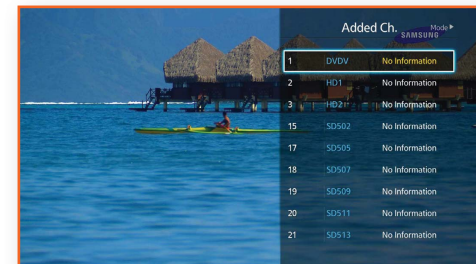 Added Ch. Mode
SAMSUNG
1 DVDV No Information
2 HD1 No Information
3 HD2 No Information
15 SD502 No Information
17 SD505 No Information
18 SD507 No Information
19 SD509 No Information
20 SD511 No Information
21 SD513 No Information